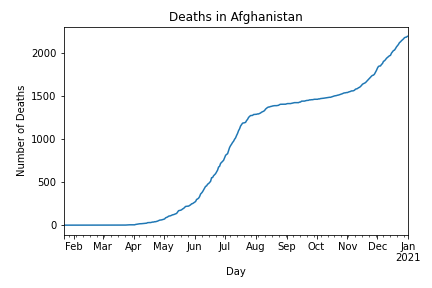 Deaths in Afghanistan
Number of Deaths
2000
1500
1000
500
0
Feb Mar Apr May Jun Jul Aug Sep Oct Nov Dec Jan
2021
Day